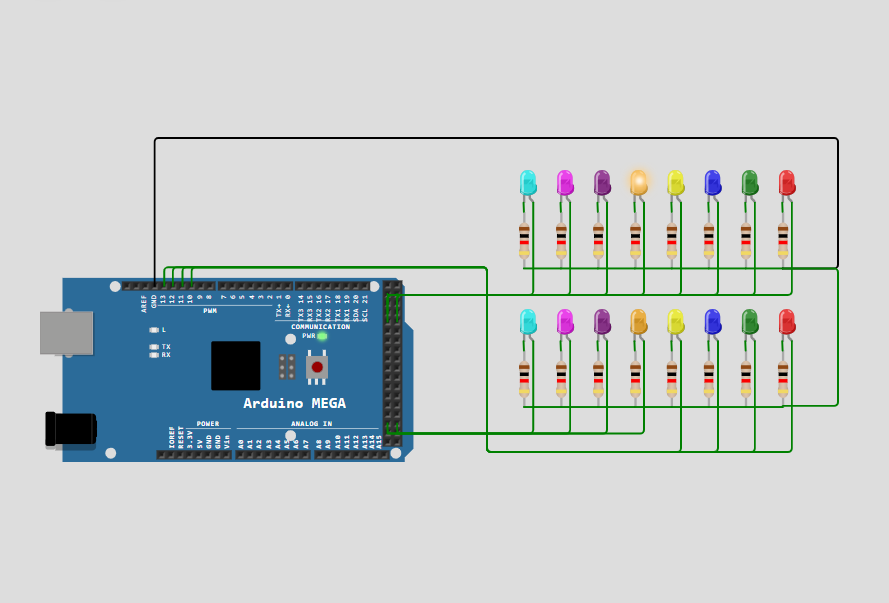 AREF
GND
13
12
11
10
9
8
7
6
5
4
3
2
TX→ 1
RX← 0
TX3 14
RX3 15
TX2 16
RX2 17
TX1 18
RX1 19
SDA 20
SCL 21
PWM
COMMUNICATION
L
PWR
TX
RX
Arduino MEGA
POWER
ANALOG IN
IOREF
RESET
3.3V
5V
GND
GND
Vin
A0
A1
A2
A3
A4
A5
A6
A7
A8
A9
A10
A11
A12
A13
A14
A15